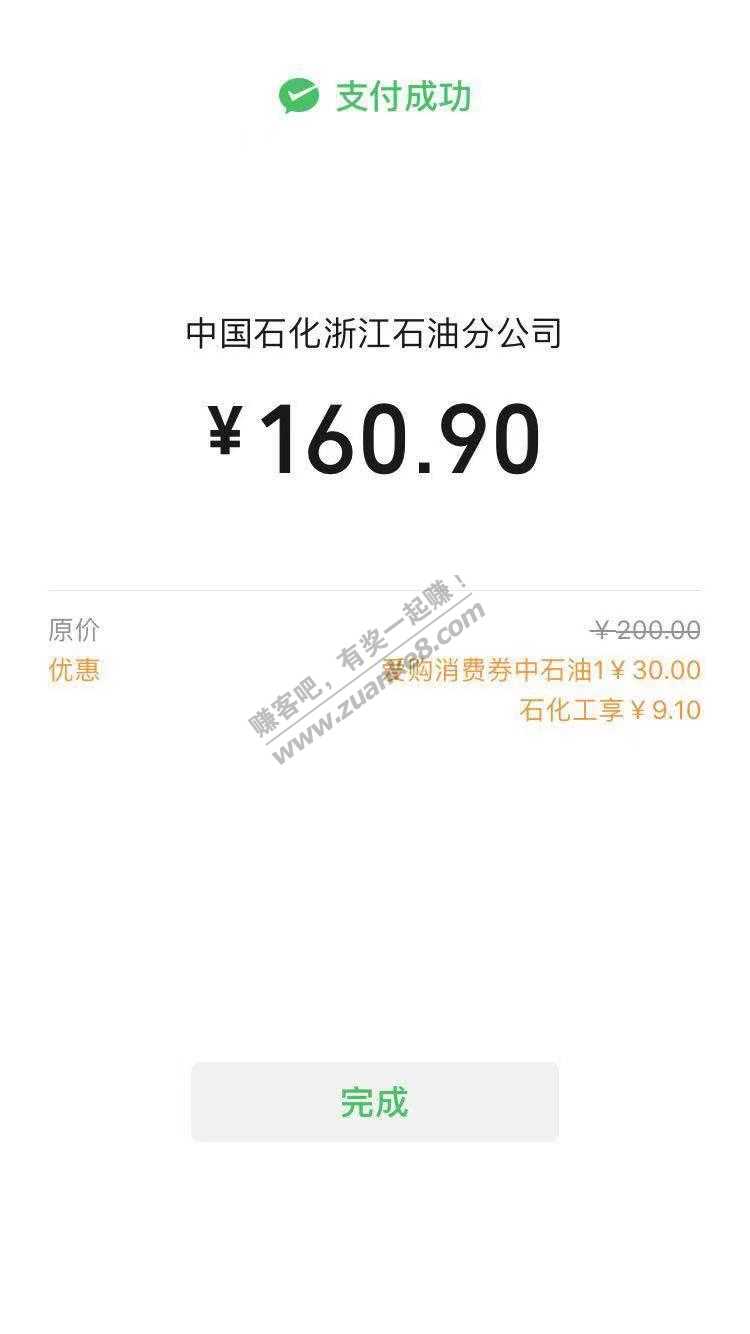 支付成功
中国石化浙江石油分公司
¥160.90
原价 ¥200.00
优惠 爱购消费券中石油1¥30.00
石化工享¥9.10
赚客吧，有奖一起赚！
www.zuanke8.com
完成